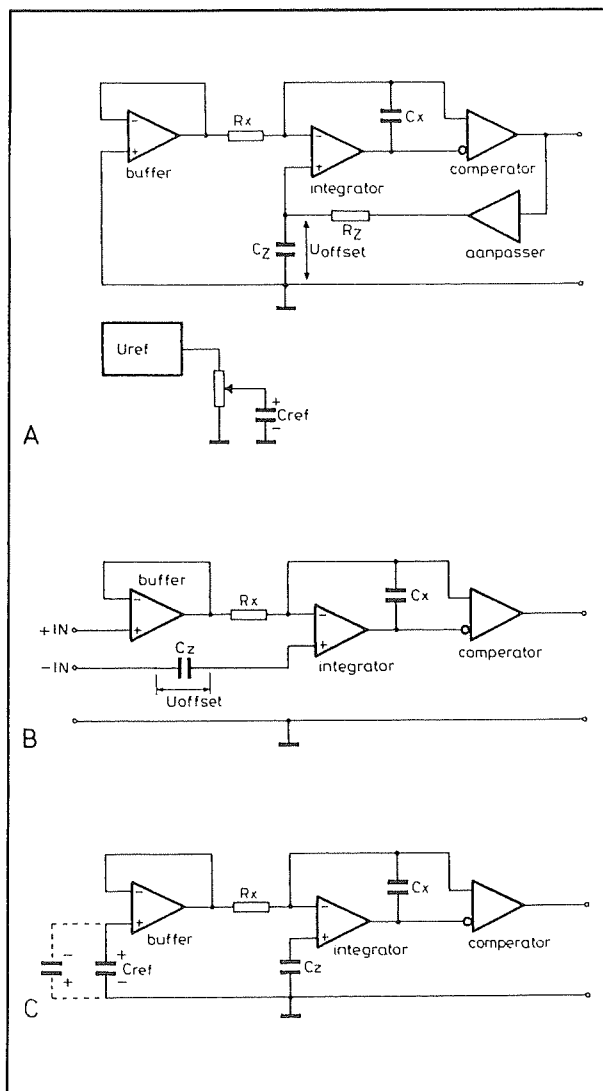 Rx
Cx
buffer
integrator
comperator
Rz
Cz
Uoffset
aanpasser
Uref
+
Cref
-
A
buffer
Rx
Cx
+IN
-IN
Cz
Uoffset
integrator
comperator
B
Rx
Cx
buffer
integrator
comperator
- + Cref
+ - Cz
C